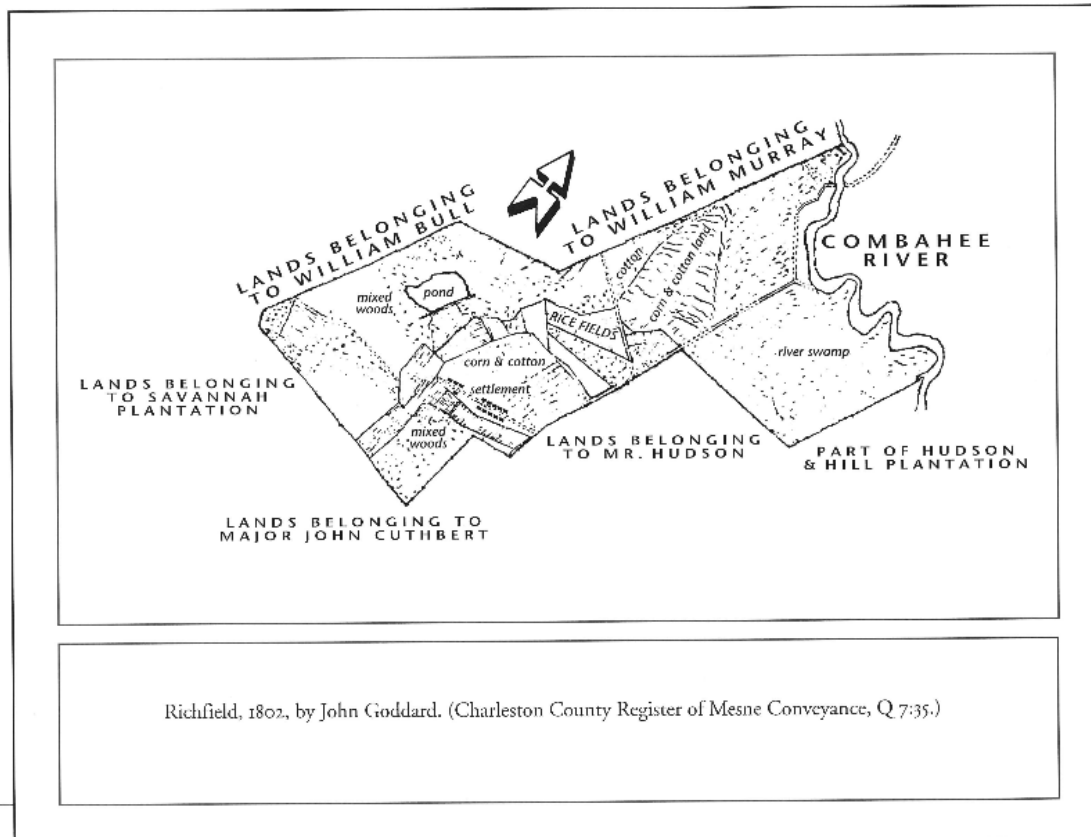 LANDS BELONGING
TO WILLIAM BULL
LANDS BELONGING
TO WILLIAM MURRAY
COMBAHEE
RIVER
cotton
corn & cotton land
mixed
woods
pond
RICE FIELDS
corn & cotton
settlement
river swamp
LANDS BELONGING
TO SAVANNAH
PLANTATION
mixed
woods
LANDS BELONGING
TO MR. HUDSON
PART OF HUDSON
& HILL PLANTATION
LANDS BELONGING TO
MAJOR JOHN CUTHBERT
Richfield, 1802, by John Goddard. (Charleston County Register of Mesne Conveyance, Q 7:35.)